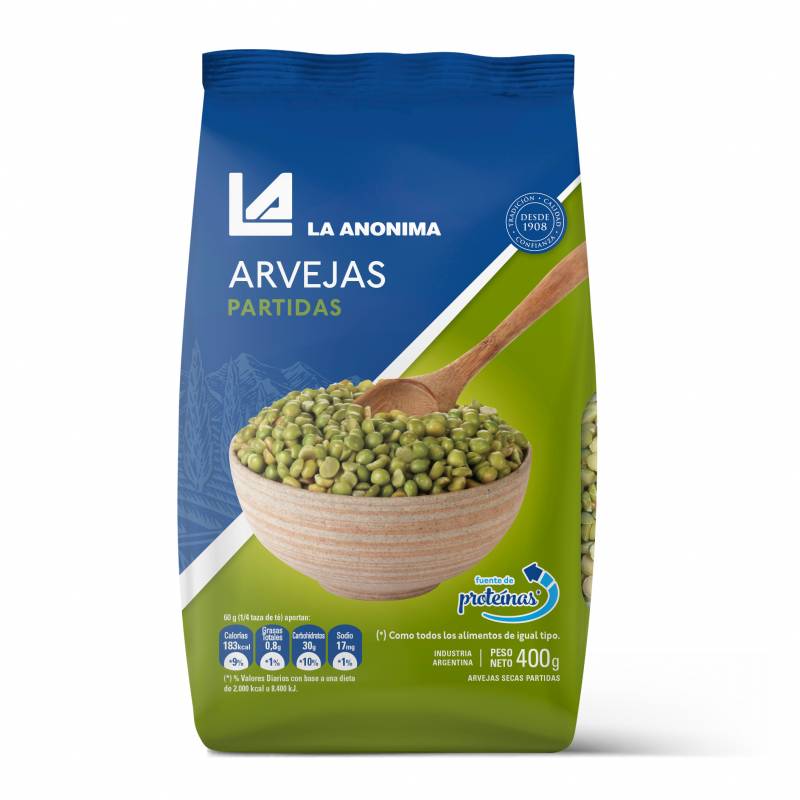 LA
LA ANONIMA
TRADICIÓN • CALIDAD
DESDE
1908
CONFIANZA
ARVEJAS
PARTIDAS
fuente de
proteínas*
(*) Como todos los alimentos de igual tipo.
60 g (1/4 taza de té) aportan:
Calorías
183kcal
*9%
Grasas
Totales
0,8g
*1%
Carbohidratos
30g
*10%
Sodio
17mg
*1%
(*) % Valores Diarios con base a una dieta
de 2.000 kcal u 8.400 kJ.
INDUSTRIA
ARGENTINA
PESO
NETO 400g
ARVEJAS SECAS PARTIDAS